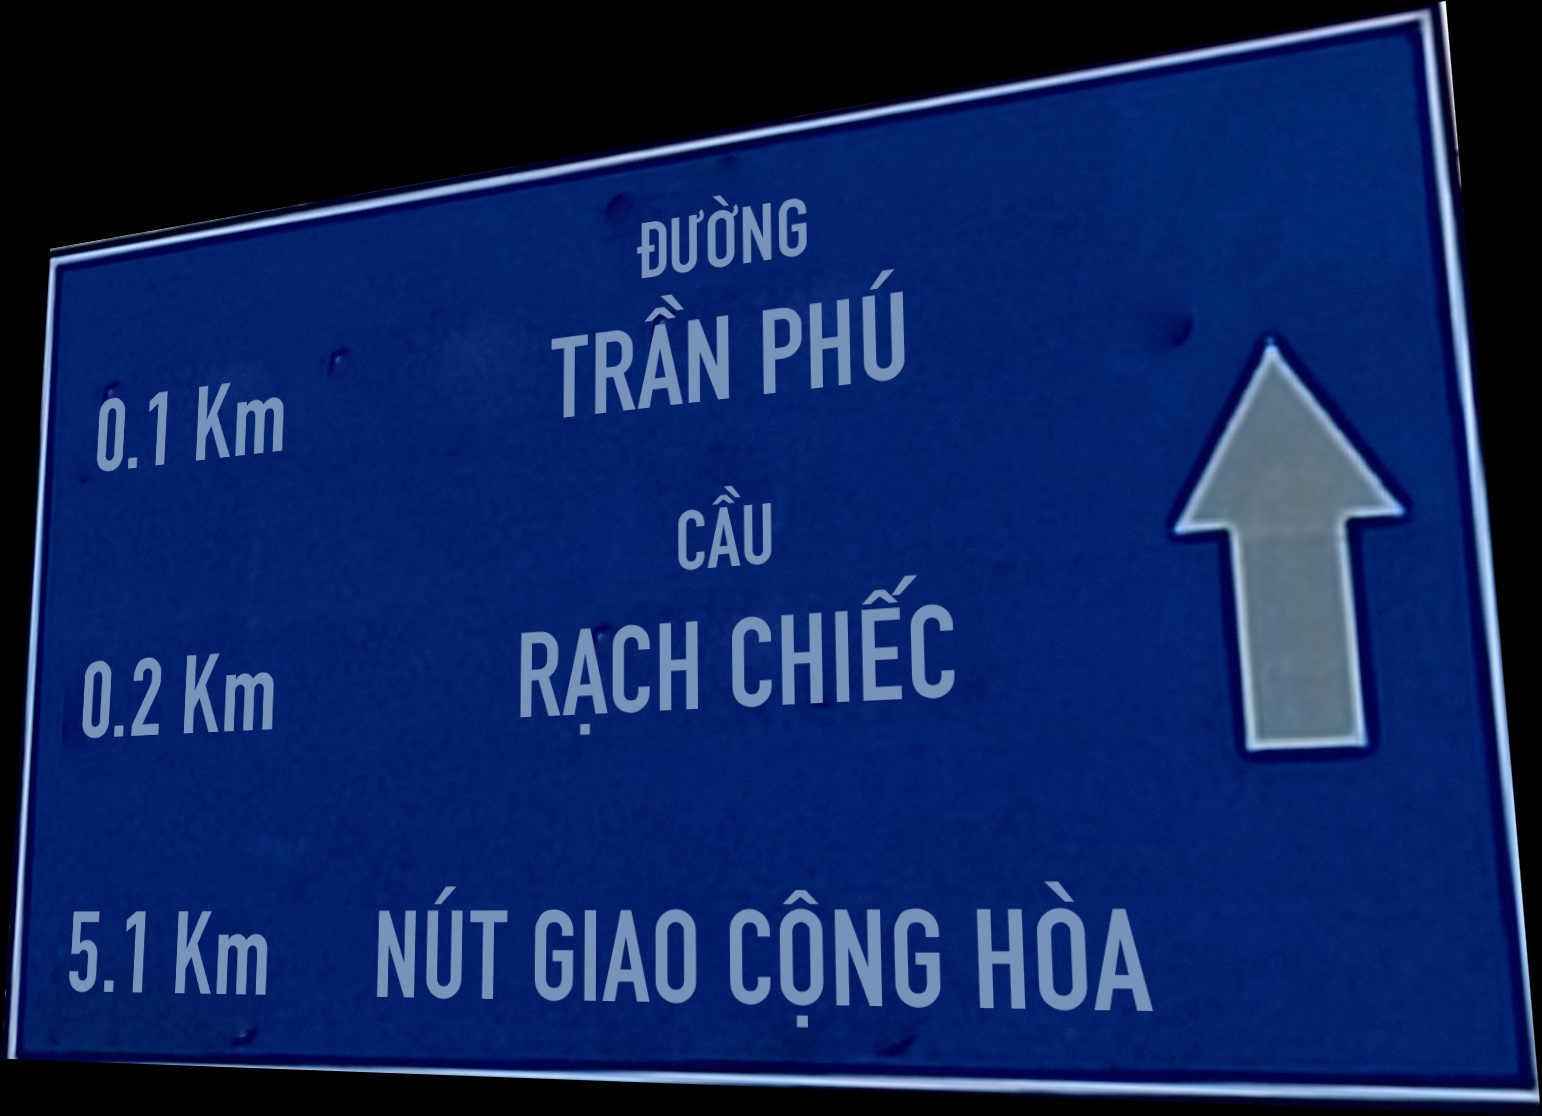 ĐƯỜNG
0.1 Km TRẦN PHÚ
CẦU
0.2 Km RẠCH CHIẾC
5.1 Km NÚT GIAO CỘNG HÒA